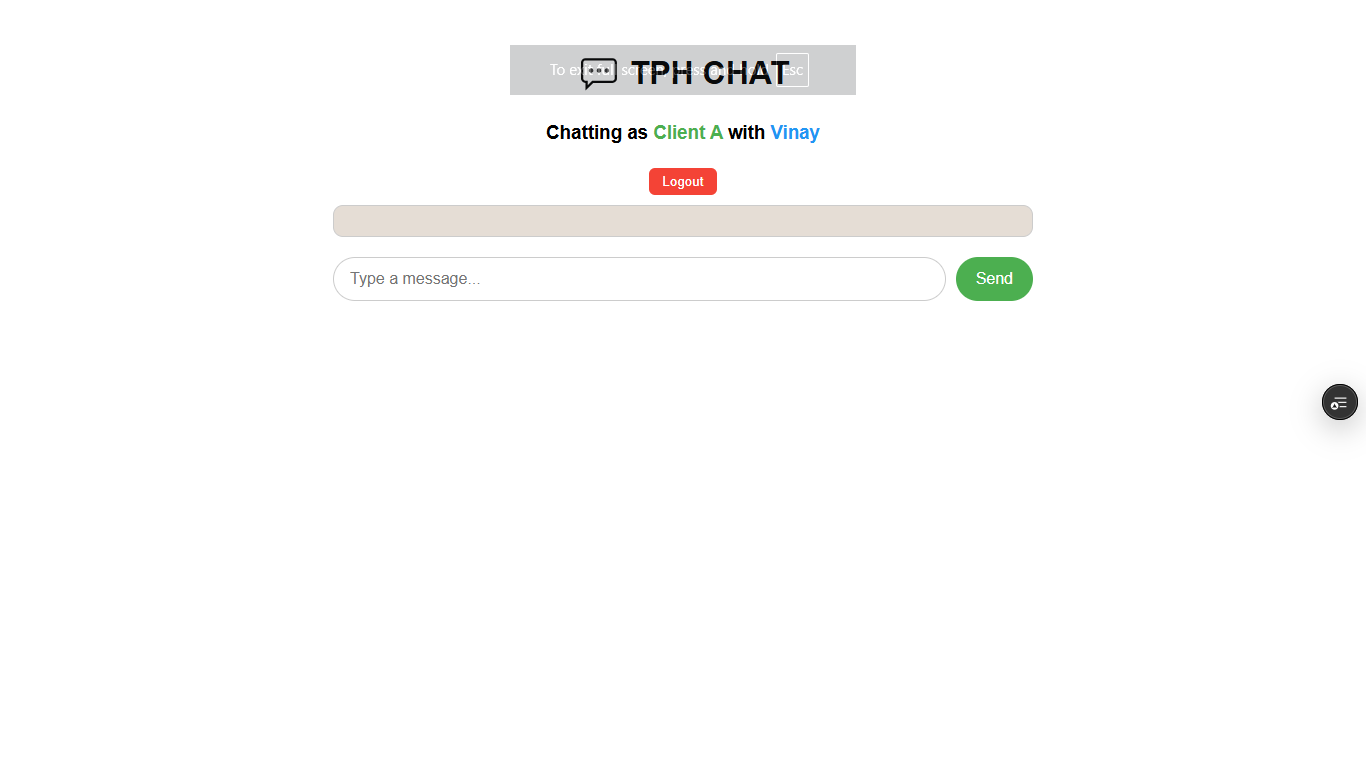 TPH CHAT
To exit full screen, press and hold Esc
Chatting as Client A with Vinay
Logout
Type a message...
Send